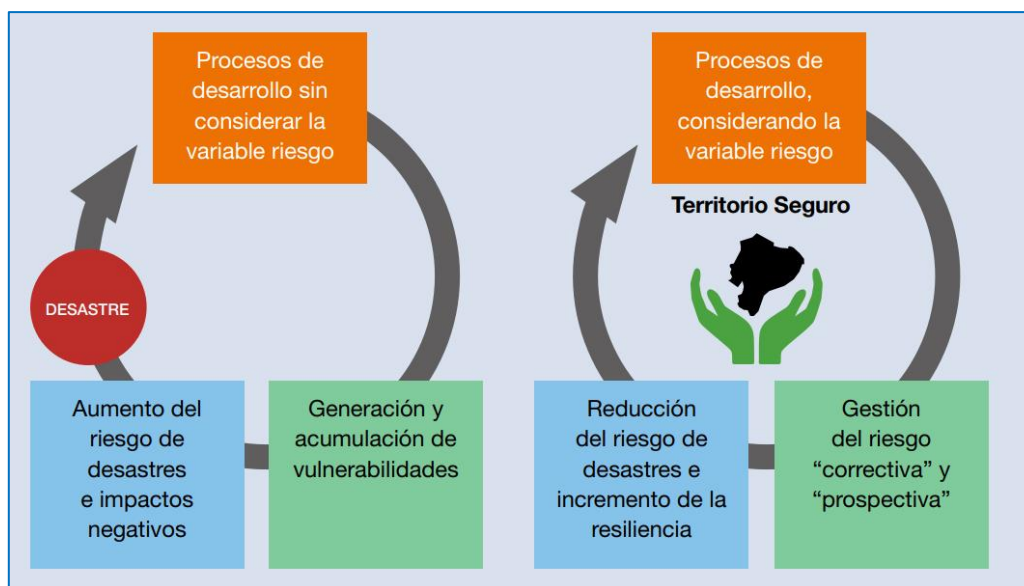 Procesos de
desarrollo sin
considerar la
variable riesgo
DESASTRE
Aumento del
riesgo de
desastres
e impactos
negativos
Generación y
acumulación de
vulnerabilidades
Procesos de
desarrollo,
considerando la
variable riesgo
Territorio Seguro
Reducción
del riesgo de
desastres e
incremento de la
resiliencia
Gestión
del riesgo
“correctiva” y
“prospectiva”